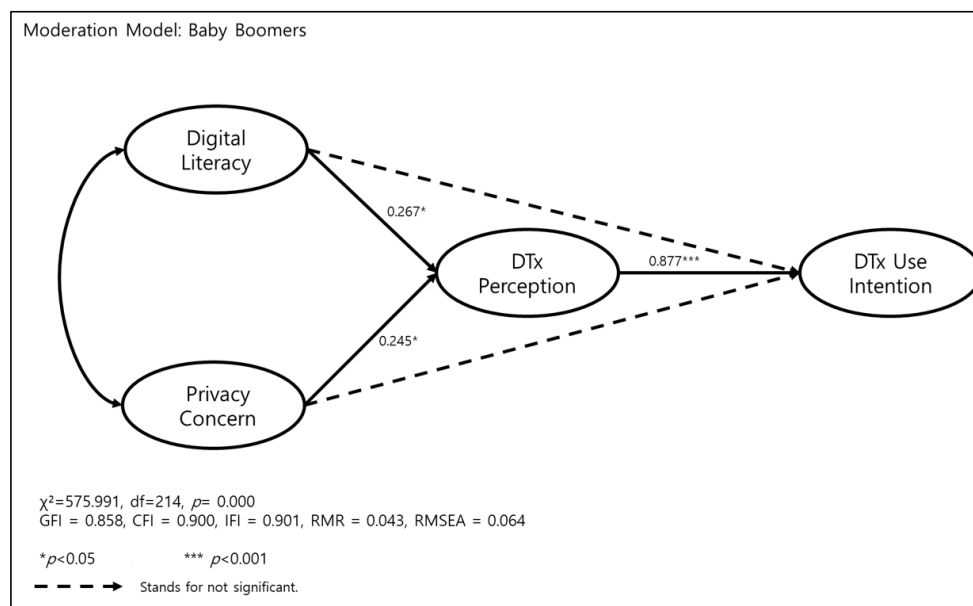 Moderation Model: Baby Boomers
Digital
Literacy
0.267*
DTx
Perception
0.877***
DTx Use
Intention
0.245*
Privacy
Concern
χ²=575.991, df=214, p= 0.000
GFI = 0.858, CFI = 0.900, IFI = 0.901, RMR = 0.043, RMSEA = 0.064
*p<0.05 *** p<0.001
Stands for not significant.